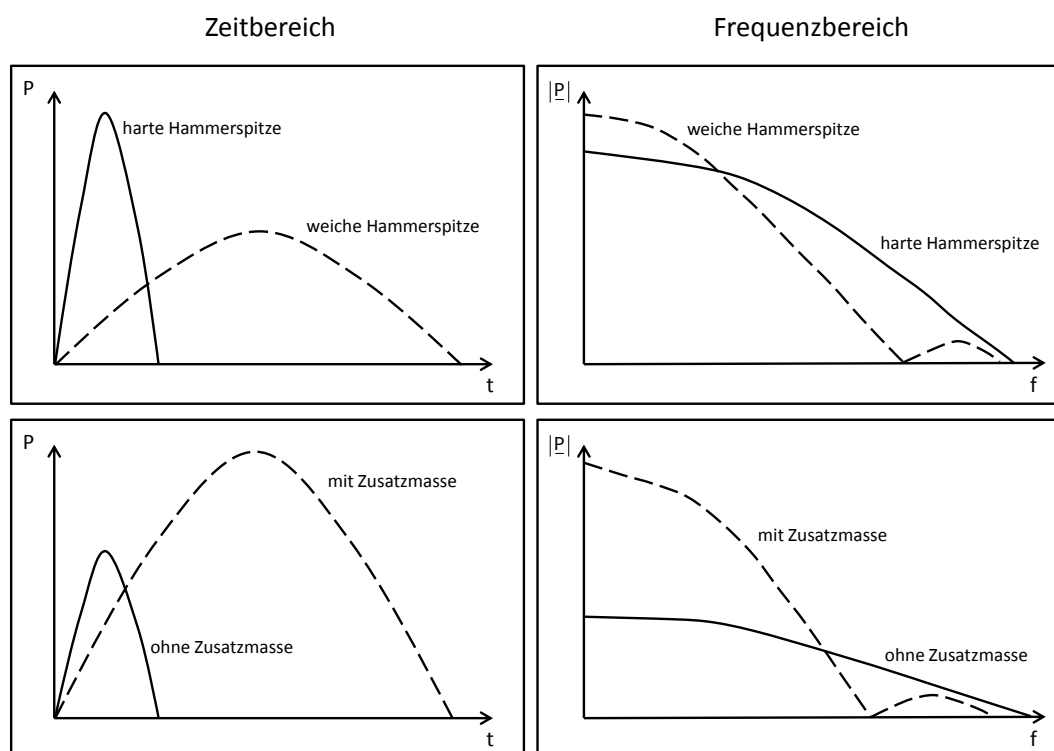 Zeitbereich
Frequenzbereich
P
harte Hammerspitze
weiche Hammerspitze
t
|P|
weiche Hammerspitze
harte Hammerspitze
f
P
mit Zusatzmasse
ohne Zusatzmasse
t
|P|
mit Zusatzmasse
ohne Zusatzmasse
f